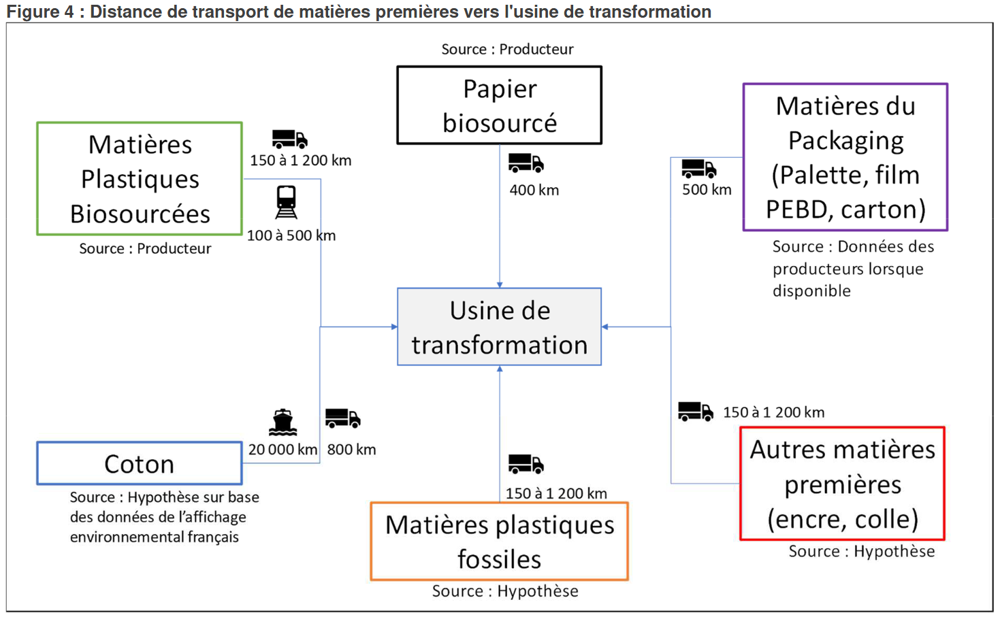 Figure 4 : Distance de transport de matières premières vers l'usine de transformation
Source : Producteur
Papier
biosourcé
400 km
Matières
Plastiques
Biosourcées
Source : Producteur
150 à 1 200 km
100 à 500 km
Matières du
Packaging
(Palette, film
PEBD, carton)
Source : Données des
producteurs lorsque
disponible
500 km
Usine de
transformation
Coton
Source : Hypothèse sur base
des données de l’affichage
environnemental français
20 000 km
800 km
150 à 1 200 km
Matières plastiques
fossiles
Source : Hypothèse
150 à 1 200 km
Autres matières
premières
(encre, colle)
Source : Hypothèse